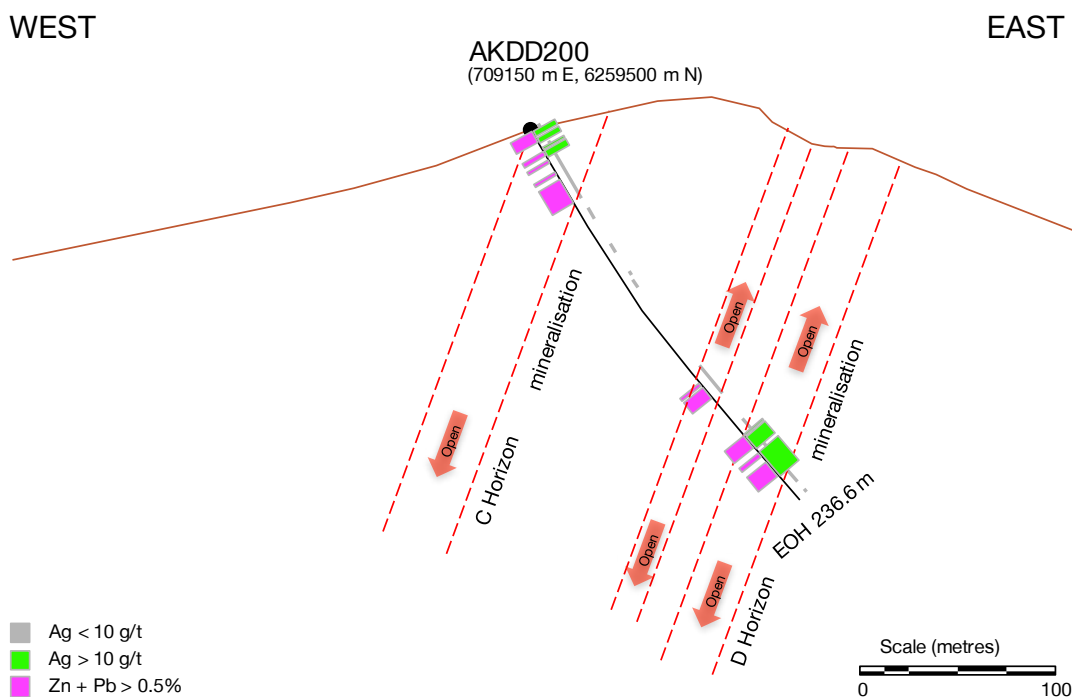 WEST
EAST
AKDD200
(709150 m E, 6259500 m N)
Open
Open
Open
Open
Open
C Horizon
mineralisation
D Horizon
mineralisation
EOH 236.6 m
Ag < 10 g/t
Ag > 10 g/t
Zn + Pb > 0.5%
Scale (metres)
0
100